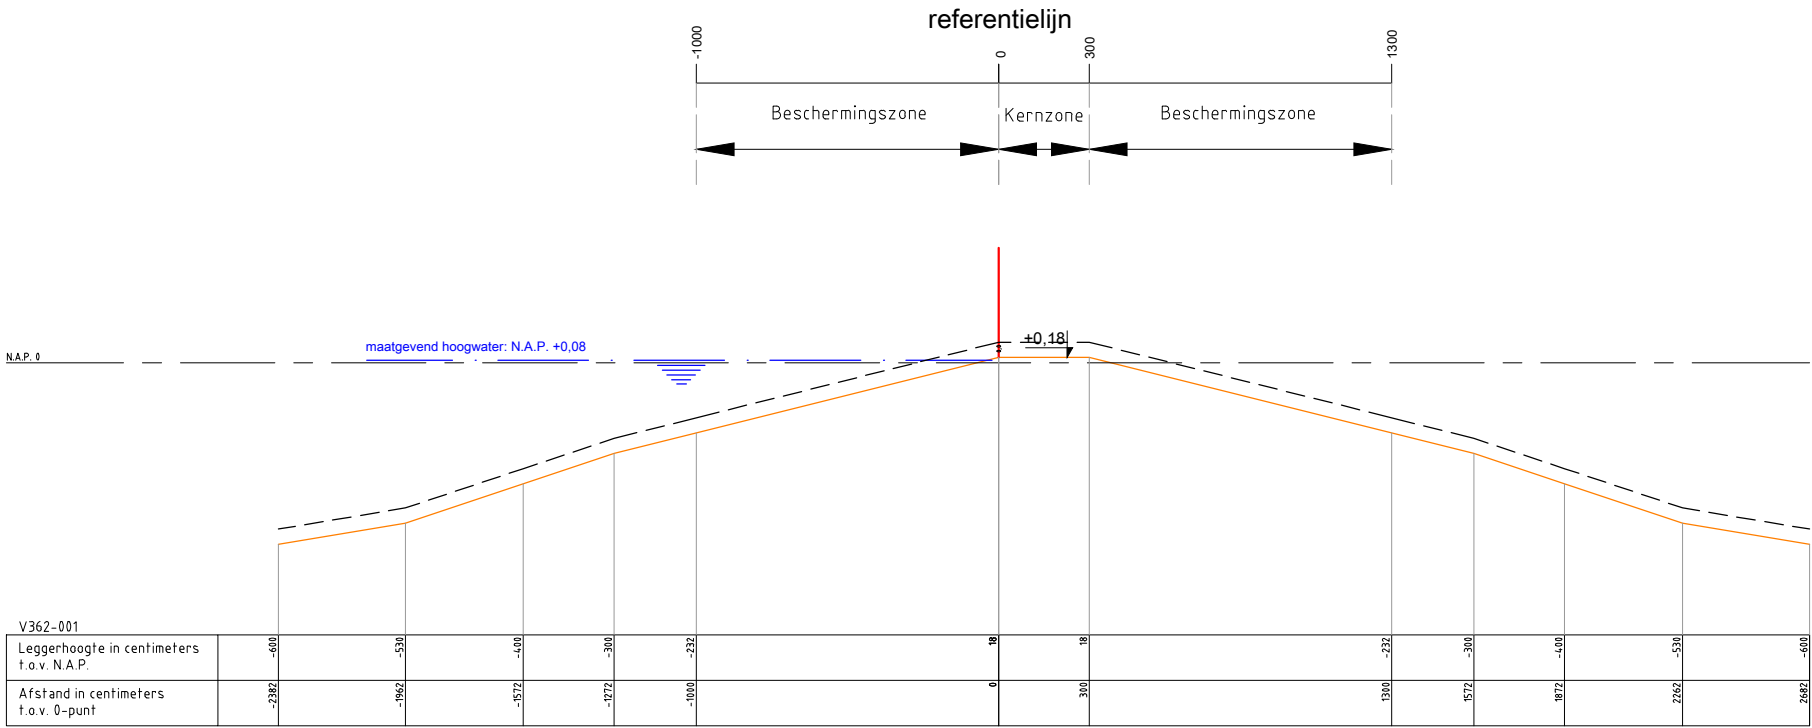 referentielijn
-1000
0
300
1300
Beschermingszone
Kernzone
Beschermingszone
+0,18
maatgevend hoogwater: N.A.P. +0,08
N.A.P. 0
V362-001
Leggerhoogte in centimeters
t.o.v. N.A.P.
-600
-530
-400
-300
-232
18
18
-232
-300
-400
-530
-600
Afstand in centimeters
t.o.v. 0-punt
-2382
-1962
-1572
-1272
-1000
0
300
1300
1572
1872
2262
2682